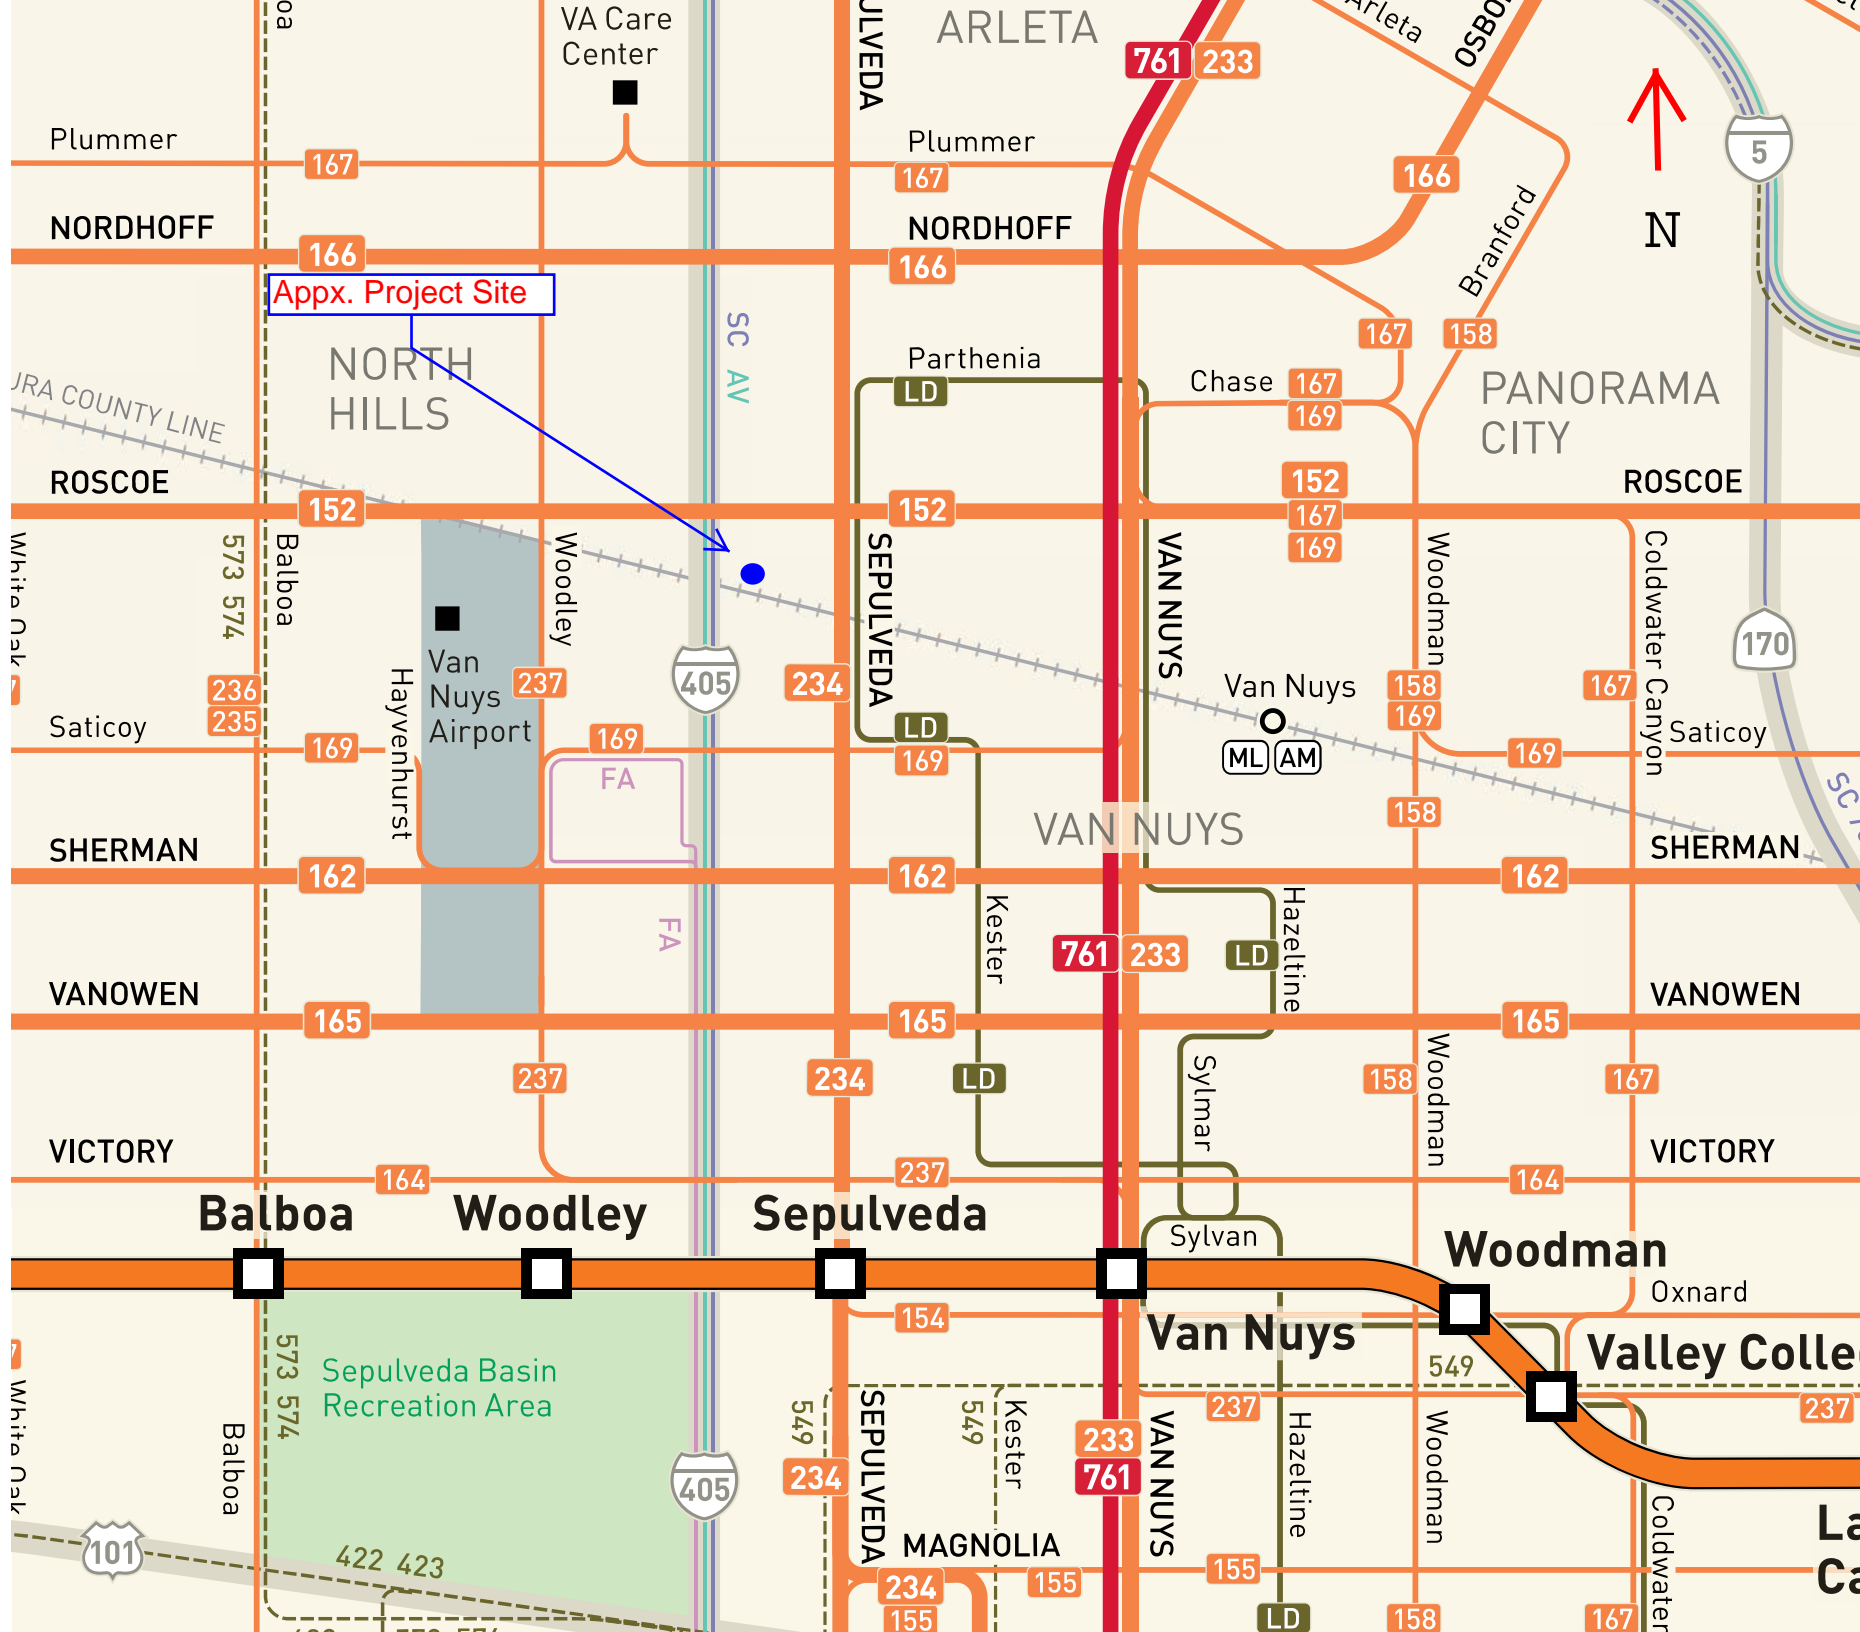 VA Care
Center
ARLETA
Arleta
761
233
Plummer
167
Plummer
167
166
5
N
NORDHOFF
166
NORDHOFF
166
Branford
Appx. Project Site
NORTH
HILLS
SC AV
Parthenia
LD
167
158
Chase
167
169
PANORAMA
CITY
COUNTY LINE
ROSCOE
152
152
152
167
169
ROSCOE
573 574
Balboa
Woodley
SEPULVEDA
VAN NUYS
Woodman
Coldwater Canyon
170
Van
Nuys
Airport
Hayvenhurst
236
235
237
405
234
Van Nuys
ML
AM
158
169
167
Saticoy
169
169
LD
169
169
Saticoy
FA
158
SC
VAN NUYS
SHERMAN
162
162
162
SHERMAN
FA
Kester
761
233
LD
Hazeltine
VANOWEN
165
165
165
VANOWEN
237
234
LD
Sylmar
158
Woodman
167
VICTORY
164
237
164
VICTORY
Balboa
Woodley
Sepulveda
Sylvan
Woodman
Oxnard
154
Van Nuys
549
Valley
573 574
Sepulveda Basin
Recreation Area
White Oak
Balboa
405
549
234
SEPULVEDA
549
Kester
233
761
VAN NUYS
237
Hazeltine
Woodman
237
Coldwater
101
422 423
MAGNOLIA
234
155
155
155
LD
158
167